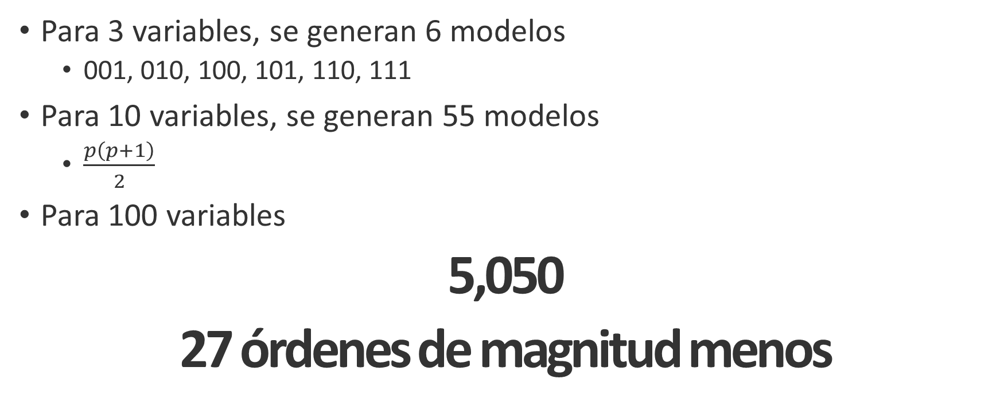 • Para 3 variables, se generan 6 modelos
• 001, 010, 100, 101, 110, 111
• Para 10 variables, se generan 55 modelos
• p(p+1)
2
• Para 100 variables
5,050
27 órdenes de magnitud menos